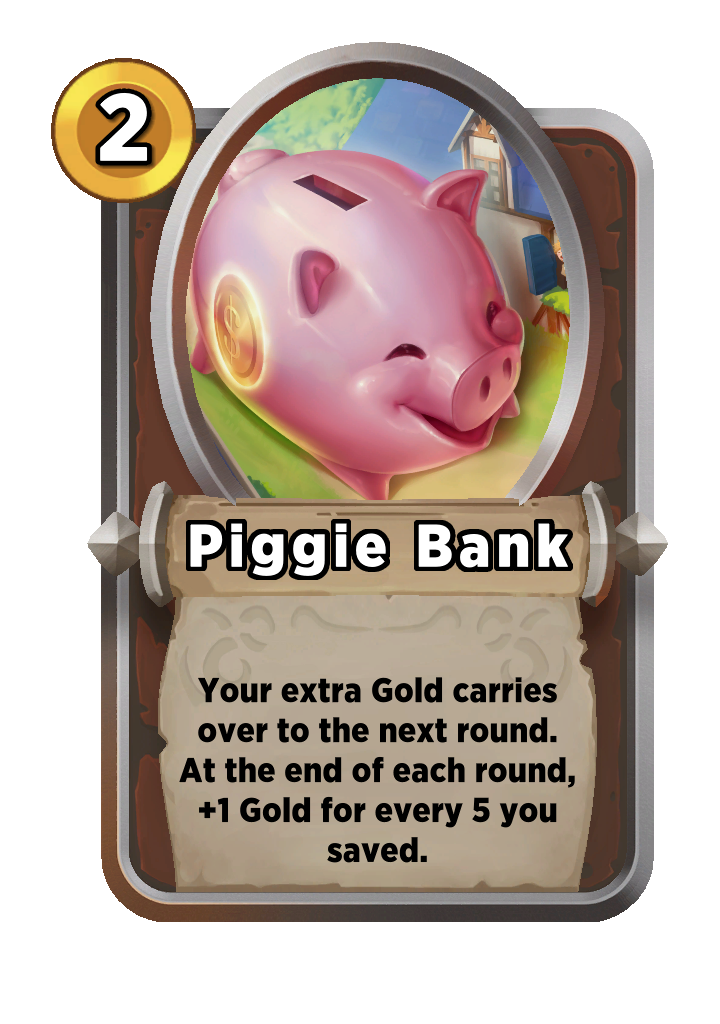 2
$
Piggie Bank
Your extra Gold carries
over to the next round.
At the end of each round,
+1 Gold for every 5 you
saved.